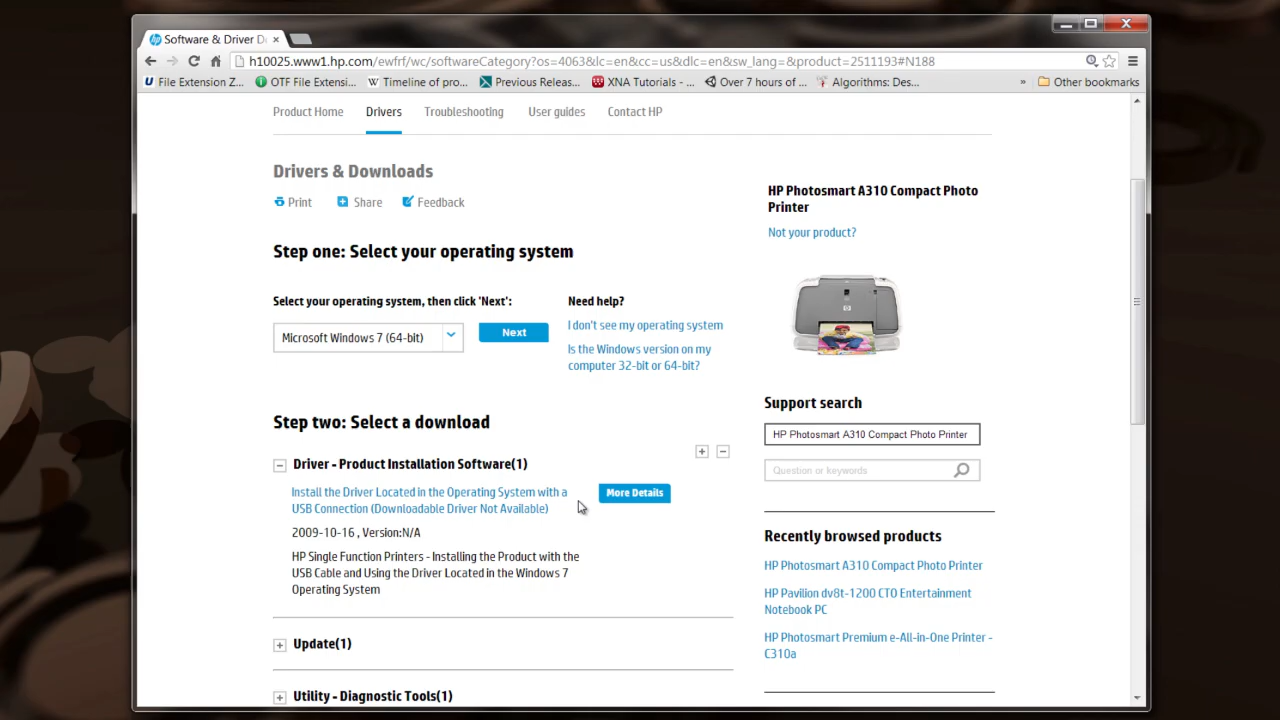 Software & Driver D
h10025.www1.hp.com/ewfrf/wc/softwareCategory?os=4063&lc=en&cc=us&dlc=en&sw_lang=&product=2511193#N188
File Extension Z... OTF File Extensi... Timeline of pro... Previous Releas... XNA Tutorials - ... Over 7 hours of ... Algorithms: Des... » Other bookmarks
Product Home Drivers Troubleshooting User guides Contact HP
Drivers & Downloads
Print Share Feedback
HP Photosmart A310 Compact Photo
Printer
Not your product?
Step one: Select your operating system
Select your operating system, then click 'Next':
Microsoft Windows 7 (64-bit)
Next
Need help?
I don't see my operating system
Is the Windows version on my
computer 32-bit or 64-bit?
Step two: Select a download
Driver - Product Installation Software(1)
Install the Driver Located in the Operating System with a
USB Connection (Downloadable Driver Not Available)
More Details
2009-10-16 , Version:N/A
HP Single Function Printers - Installing the Product with the
USB Cable and Using the Driver Located in the Windows 7
Operating System
Update(1)
Utility - Diagnostic Tools(1)
Support search
HP Photosmart A310 Compact Photo Printer
Question or keywords
Recently browsed products
HP Photosmart A310 Compact Photo Printer
HP Pavilion dv8t-1200 CTO Entertainment
Notebook PC
HP Photosmart Premium e-All-in-One Printer -
C310a